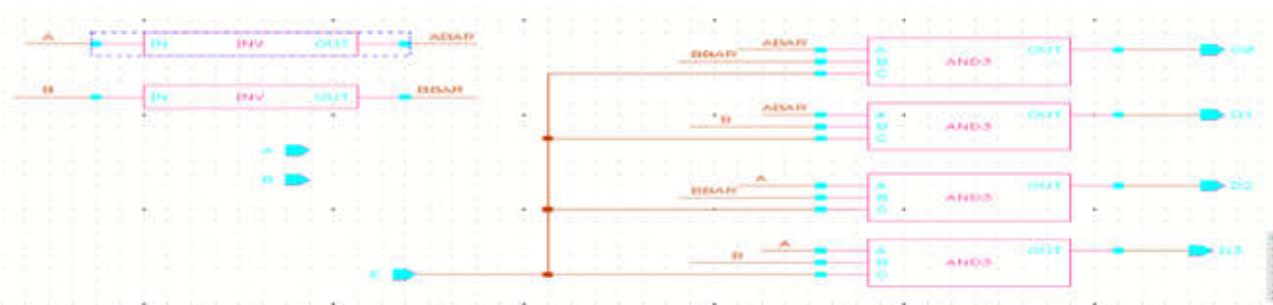 A IN INV OUT ABAR
B IN INV OUT BBAR
A
B
E
ABAR A AND3 OUT D0
BBAR B
C
ABAR A AND3 OUT D1
B B
C
A A AND3 OUT D2
BBAR B
C
A A AND3 OUT D3
B B
C